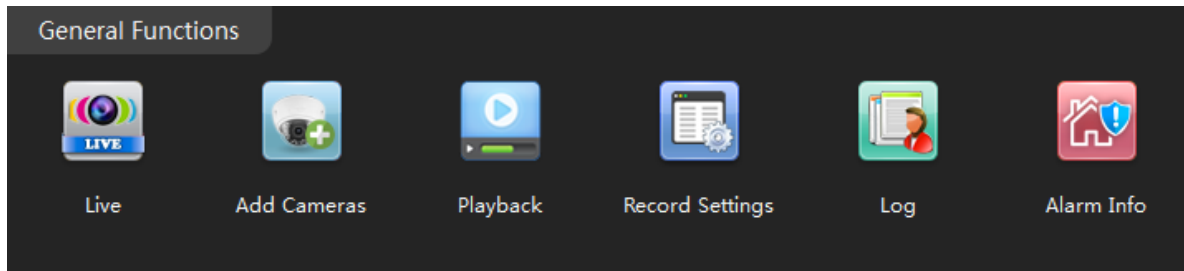 General Functions
LIVE
Live
Add Cameras
Playback
Record Settings
Log
Alarm Info